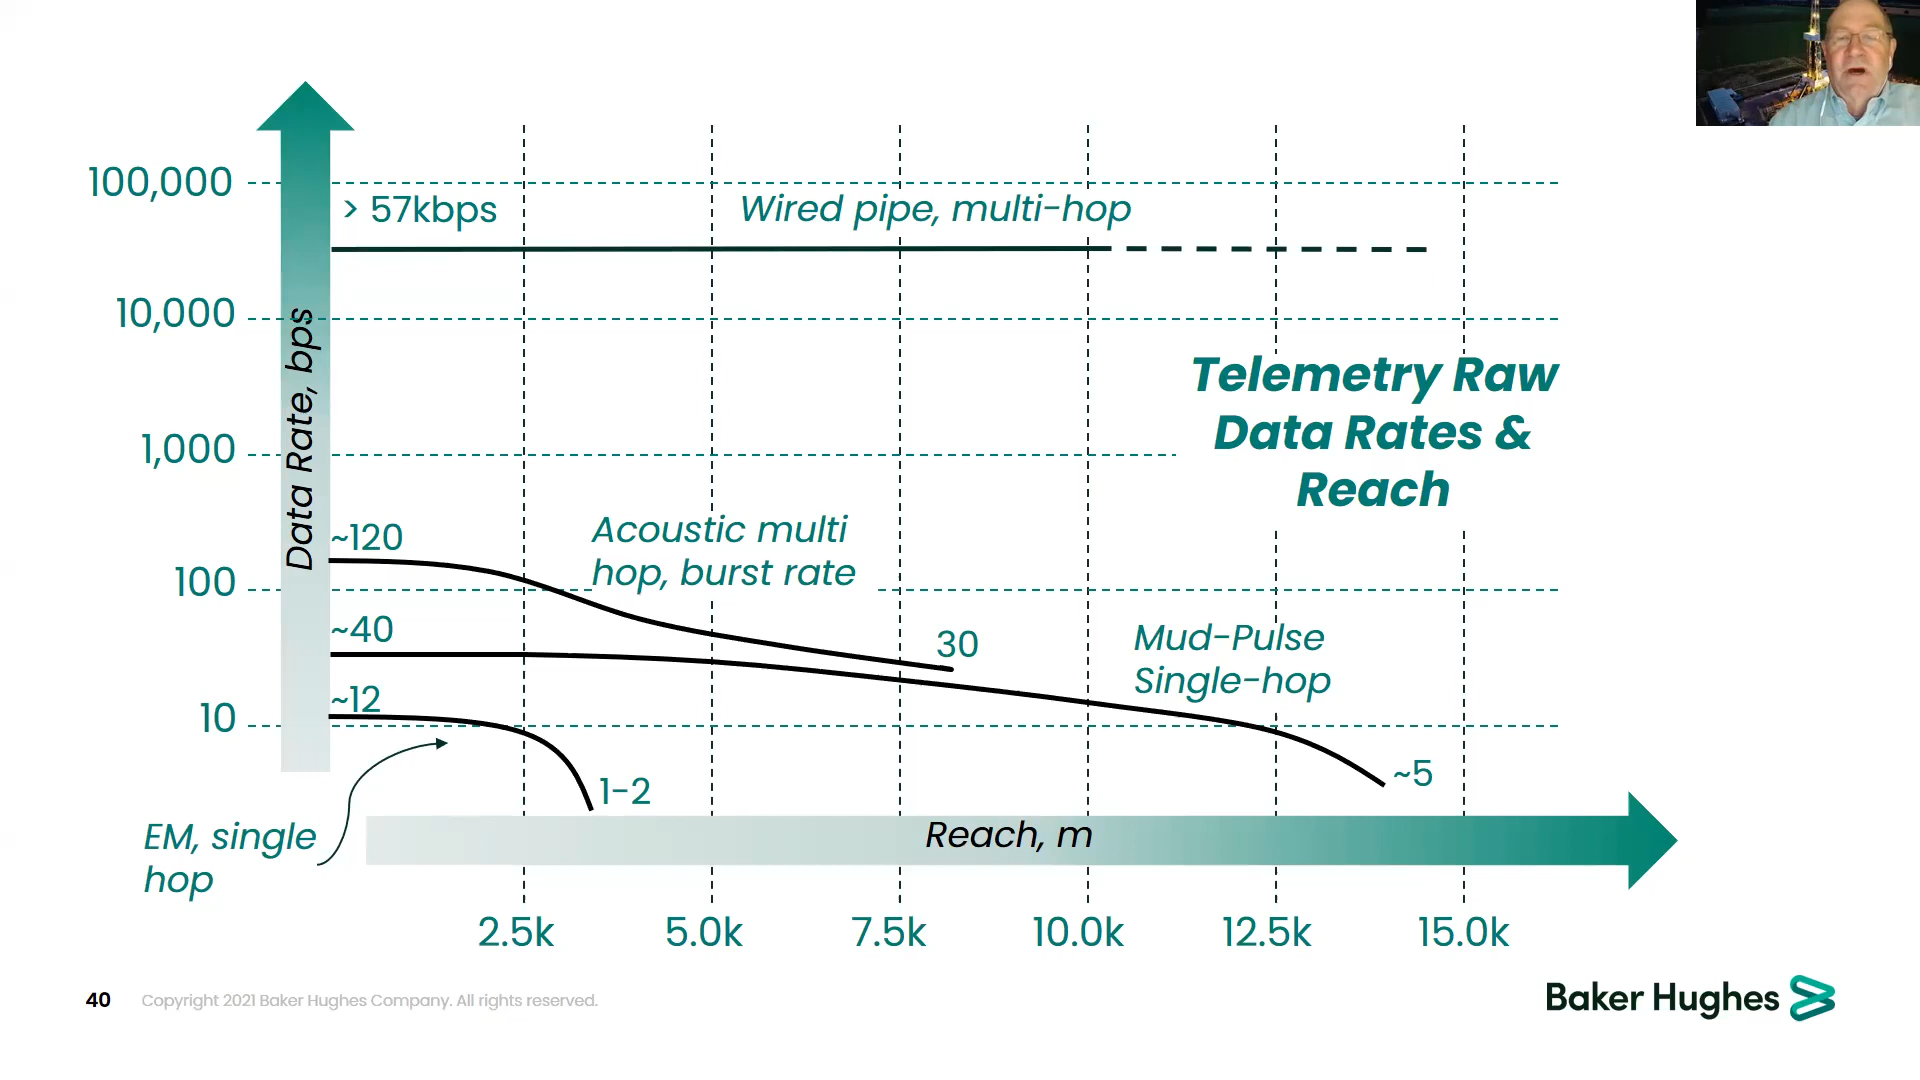 100,000
> 57kbps
Wired pipe, multi-hop
10,000
Data Rate, bps
Telemetry Raw
Data Rates &
Reach
1,000
~120
Acoustic multi
hop, burst rate
100
~40
30
Mud-Pulse
Single-hop
~12
10
1-2
~5
EM, single
hop
Reach, m
2.5k
5.0k
7.5k
10.0k
12.5k
15.0k
40
Copyright 2021 Baker Hughes Company. All rights reserved.
Baker Hughes